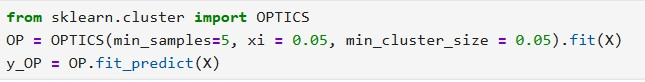 from sklearn.cluster import OPTICS
OP = OPTICS(min_samples=5, xi = 0.05, min_cluster_size = 0.05).fit(X)
y_OP = OP.fit_predict(X)